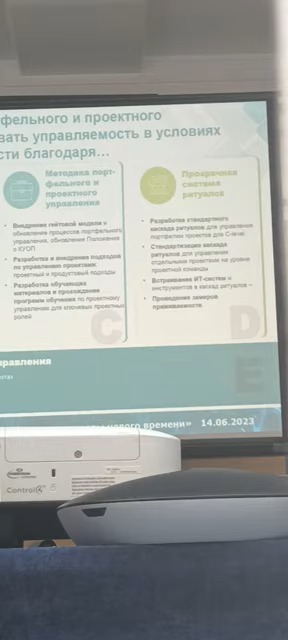 фельного и проектного
вать управляемость в условиях
сти благодаря...
Методика порт-
фельного и
проектного
управления
Внедрение гейтовой модели и
обновление процессов портфельного
управления, обновление Положения
о КУОП
Разработка и внедрение подходов
по управлению проектами:
проектный и продуктовый подходы
Разработка обучающих
материалов и прохождение
программ обучения по проектному
управлению для ключевых проектных
ролей
C
Прозрачная
система
ритуалов
Разработка стандартного
каскада ритуалов для управления
портфелем проектов для C-level
Стандартизация каскада
ритуалов для управления
отдельными проектами на уровне
проектной команды
Встраивание ИТ-систем и
инструментов в каскад ритуалов –
Проведение замеров
приживаемости.
D
E
правления
нового времени» 14.06.2023
Control4